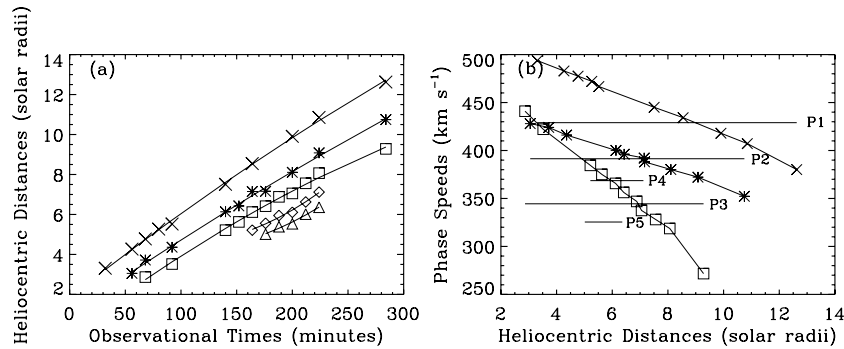 (a)
Heliocentric Distances (solar radii)
14
12
10
8
6
4
2
0 50 100 150 200 250 300
Observational Times (minutes)
(b)
Phase Speeds (km s⁻¹)
500
450
400
350
300
250
P1
P2
P4
P3
P5
2 4 6 8 10 12 14
Heliocentric Distances (solar radii)